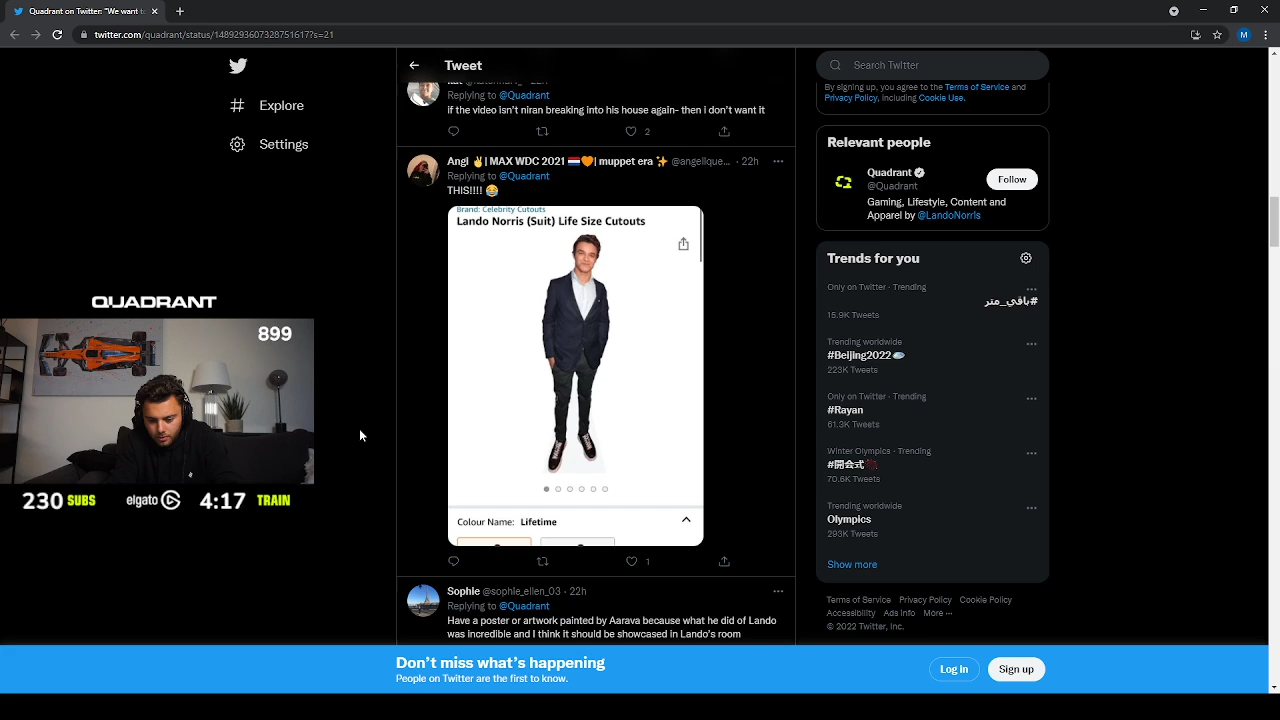 Quadrant on Twitter: "We want to
twitter.com/quadrant/status/1489293607328751617?s=21
M
Explore
Settings
Tweet
Replying to @Quadrant
if the video isn't niran breaking into his house again- then i don't want it
2
Angi ✌️| MAX WDC 2021 🇳🇱🧡| muppet era ✨ @angelique... · 22h
Replying to @Quadrant
THIS!!!! 😂
Brand: Celebrity Cutouts
Lando Norris (Suit) Life Size Cutouts
Colour Name: Lifetime
1
Sophie @sophie_ellen_03 · 22h
Replying to @Quadrant
Have a poster or artwork painted by Aarava because what he did of Lando
was incredible and I think it should be showcased in Lando's room
Search Twitter
By signing up, you agree to the Terms of Service and
Privacy Policy, including Cookie Use.
Relevant people
Quadrant
@Quadrant
Follow
Gaming, Lifestyle, Content and
Apparel by @LandoNorris
Trends for you
Only on Twitter · Trending
#باقي_متر
15.9K Tweets
Trending worldwide
#Beijing2022
223K Tweets
Only on Twitter · Trending
#Rayan
61.3K Tweets
Winter Olympics · Trending
#開会式
70.6K Tweets
Trending worldwide
Olympics
293K Tweets
Show more
Terms of Service Privacy Policy Cookie Policy
Accessibility Ads info More ···
© 2022 Twitter, Inc.
QUADRANT
899
230 SUBS elgato 4:17 TRAIN
Don't miss what's happening
People on Twitter are the first to know.
Log in
Sign up